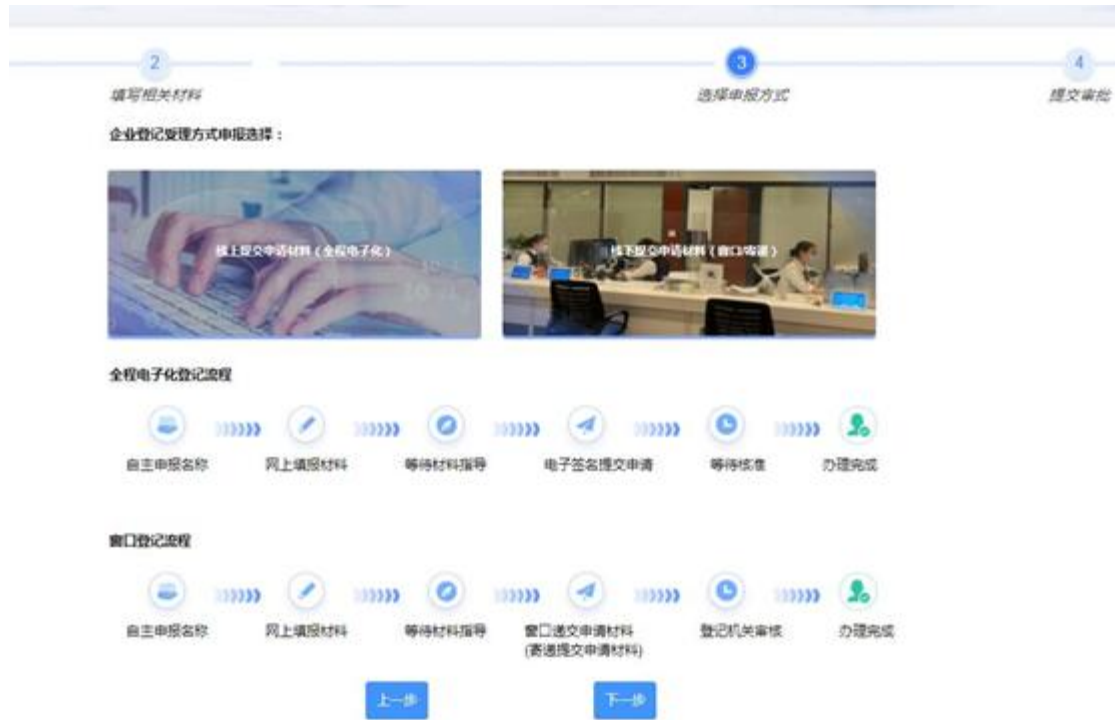 2
3
4
填写相关材料
选择申报方式
提交审批
企业登记受理方式申报选择：
线上提交申请材料（全程电子化）
线下提交申请材料（窗口/寄递）
全程电子化登记流程
自主申报名称
网上填报材料
等待材料指导
电子签名提交申请
等待核准
办理完成
窗口登记流程
自主申报名称
网上填报材料
等待材料指导
窗口递交申请材料
(寄递提交申请材料)
登记机关审核
办理完成
上一步
下一步